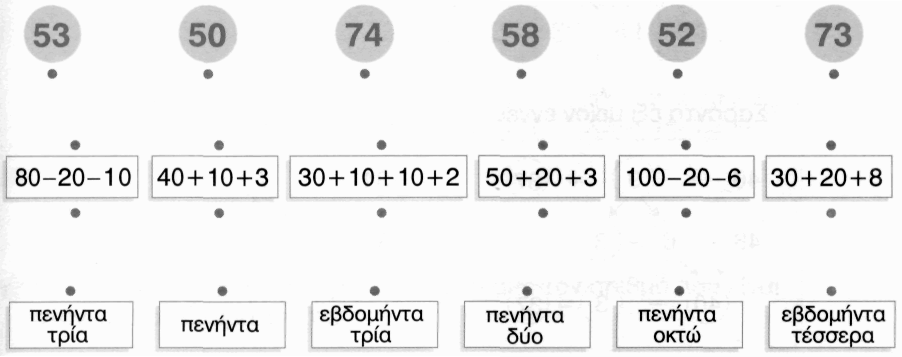 53 50 74 58 52 73
80−20−10 40+10+3 30+10+10+2 50+20+3 100−20−6 30+20+8
πενήντα τρία
πενήντα
εβδομήντα τρία
πενήντα δύο
πενήντα οκτώ
εβδομήντα τέσσερα